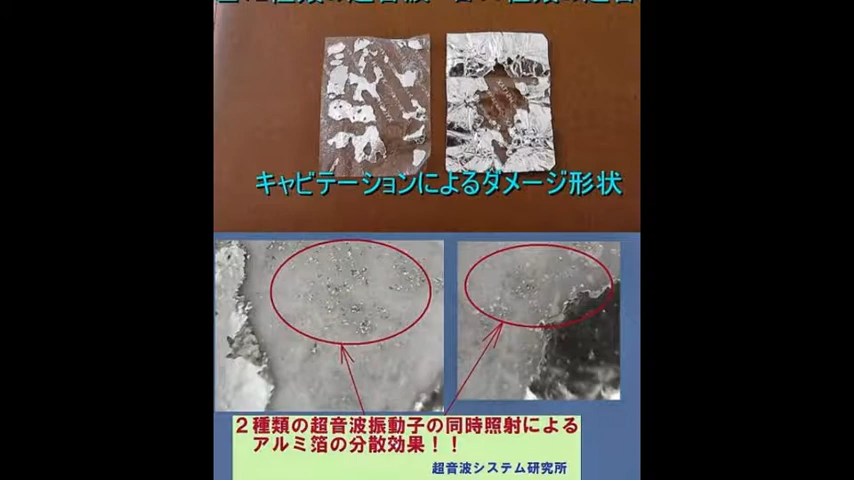 キャビテーションによるダメージ形状
２種類の超音波振動子の同時照射による
アルミ箔の分散効果！！
超音波システム研究所